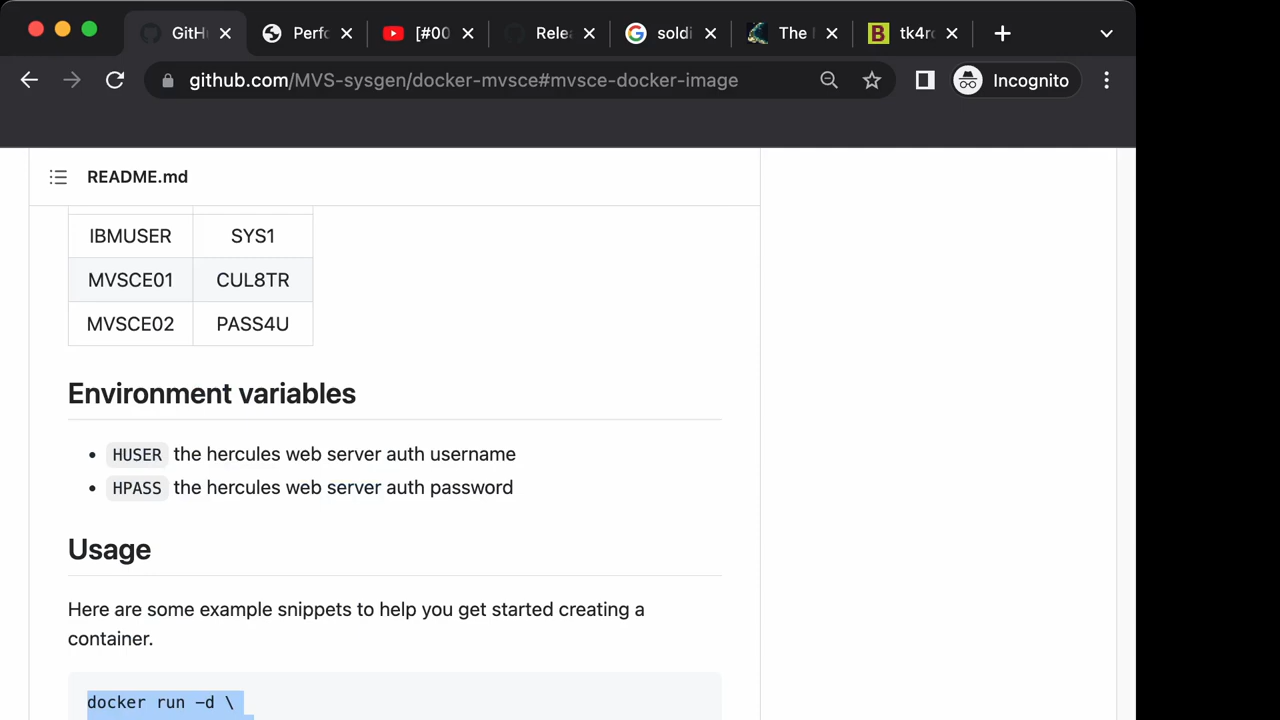 GitH
Perfo
[#00
Relea
soldi
The
tk4ro
github.com/MVS-sysgen/docker-mvsce#mvsce-docker-image
Incognito
README.md
IBMUSER SYS1
MVSCE01 CUL8TR
MVSCE02 PASS4U
Environment variables
HUSER the hercules web server auth username
HPASS the hercules web server auth password
Usage
Here are some example snippets to help you get started creating a
container.
docker run -d \